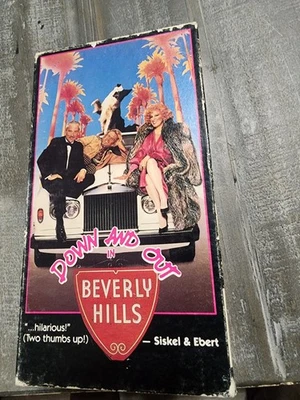 DOWN AND OUT
IN
BEVERLY
HILLS
"...hilarious!"
(Two thumbs up!)
— Siskel & Ebert